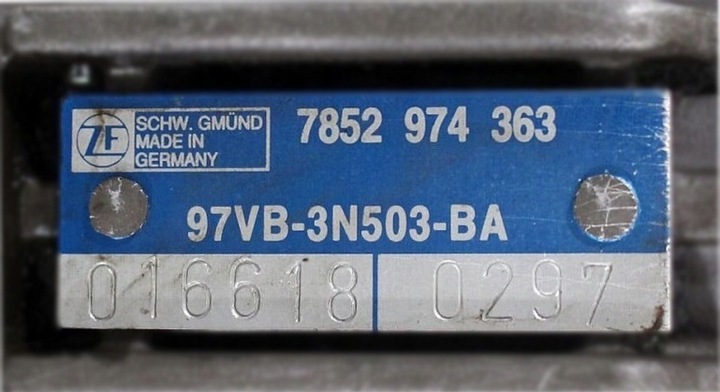 ZF
SCHW. GMÜND
MADE IN
GERMANY
7852 974 363
97VB-3N503-BA
016618 0297